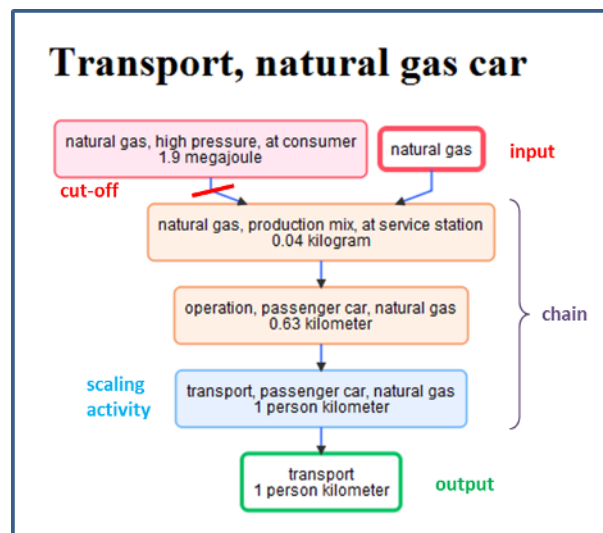 Transport, natural gas car
natural gas, high pressure, at consumer
1.9 megajoule
natural gas
input
cut-off
natural gas, production mix, at service station
0.04 kilogram
operation, passenger car, natural gas
0.63 kilometer
chain
scaling
activity
transport, passenger car, natural gas
1 person kilometer
transport
1 person kilometer
output